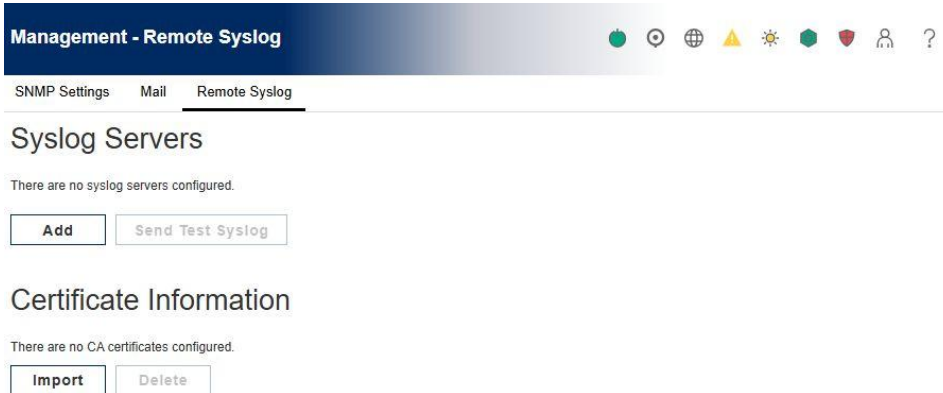 Management - Remote Syslog
?
SNMP Settings Mail Remote Syslog
Syslog Servers
There are no syslog servers configured.
Add Send Test Syslog
Certificate Information
There are no CA certificates configured.
Import Delete